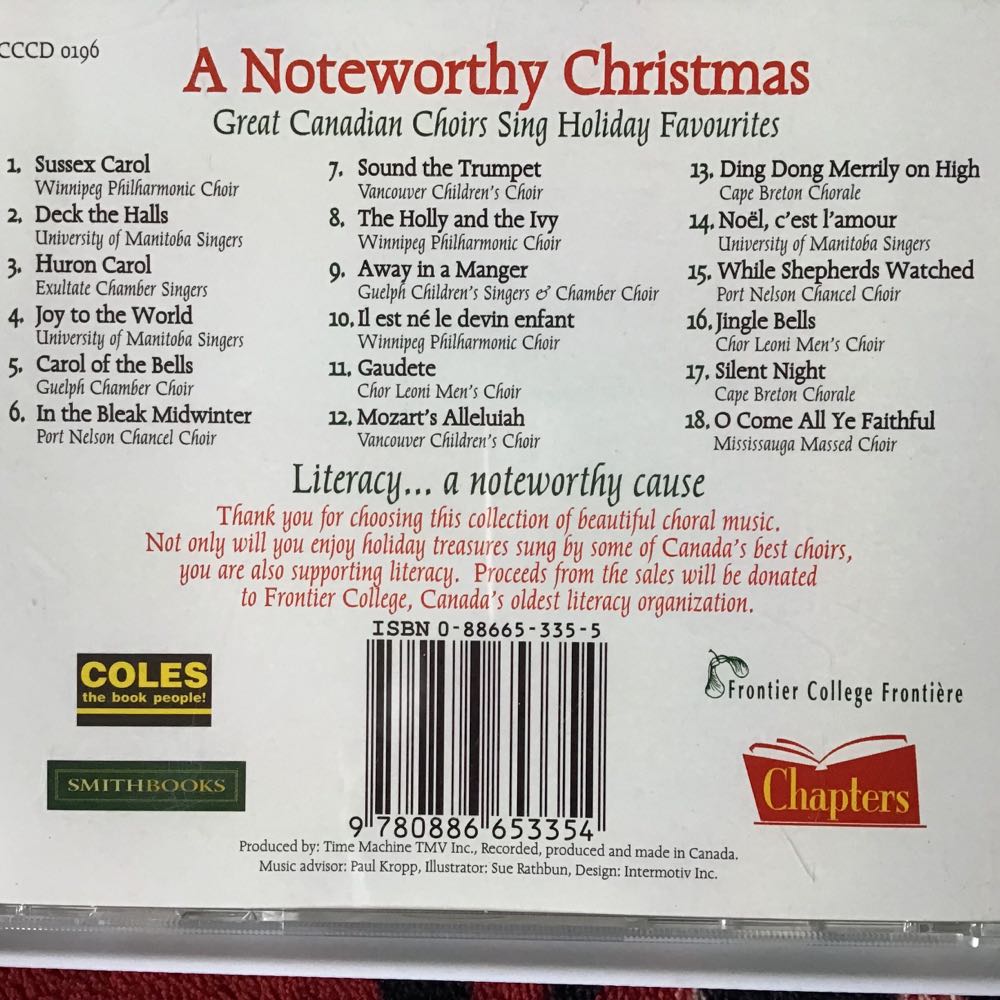 CCCD 0196
A Noteworthy Christmas
Great Canadian Choirs Sing Holiday Favourites
1. Sussex Carol
Winnipeg Philharmonic Choir
2. Deck the Halls
University of Manitoba Singers
3. Huron Carol
Exultate Chamber Singers
4. Joy to the World
University of Manitoba Singers
5. Carol of the Bells
Guelph Chamber Choir
6. In the Bleak Midwinter
Port Nelson Chancel Choir
7. Sound the Trumpet
Vancouver Children's Choir
8. The Holly and the Ivy
Winnipeg Philharmonic Choir
9. Away in a Manger
Guelph Children's Singers & Chamber Choir
10. Il est né le devin enfant
Winnipeg Philharmonic Choir
11. Gaudete
Chor Leoni Men's Choir
12. Mozart's Alleluiah
Vancouver Children's Choir
13. Ding Dong Merrily on High
Cape Breton Chorale
14. Noël, c'est l'amour
University of Manitoba Singers
15. While Shepherds Watched
Port Nelson Chancel Choir
16. Jingle Bells
Chor Leoni Men's Choir
17. Silent Night
Cape Breton Chorale
18. O Come All Ye Faithful
Mississauga Massed Choir
Literacy... a noteworthy cause
Thank you for choosing this collection of beautiful choral music.
Not only will you enjoy holiday treasures sung by some of Canada's best choirs,
you are also supporting literacy. Proceeds from the sales will be donated
to Frontier College, Canada's oldest literacy organization.
ISBN 0-88665-335-5
COLES
the book people!
SMITHBOOKS
9 780886 653354
Frontier College Frontière
Chapters
Produced by: Time Machine TMV Inc., Recorded, produced and made in Canada.
Music advisor: Paul Kropp, Illustrator: Sue Rathbun, Design: Intermotiv Inc.